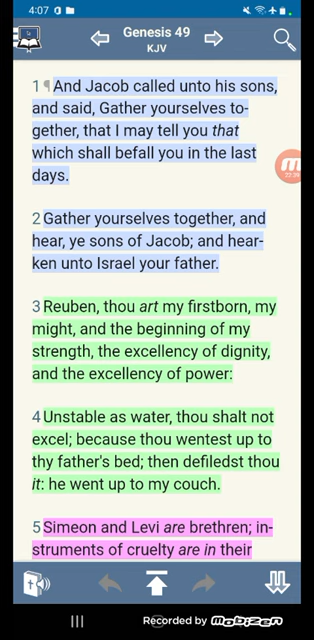 4:07
Genesis 49
KJV
1 ¶ And Jacob called unto his sons,
and said, Gather yourselves to-
gether, that I may tell you that
which shall befall you in the last
days.
2 Gather yourselves together, and
hear, ye sons of Jacob; and hear-
ken unto Israel your father.
3 Reuben, thou art my firstborn, my
might, and the beginning of my
strength, the excellency of dignity,
and the excellency of power:
4 Unstable as water, thou shalt not
excel; because thou wentest up to
thy father's bed; then defiledst thou
it: he went up to my couch.
5 Simeon and Levi are brethren; in-
struments of cruelty are in their
Recorded by mobizen